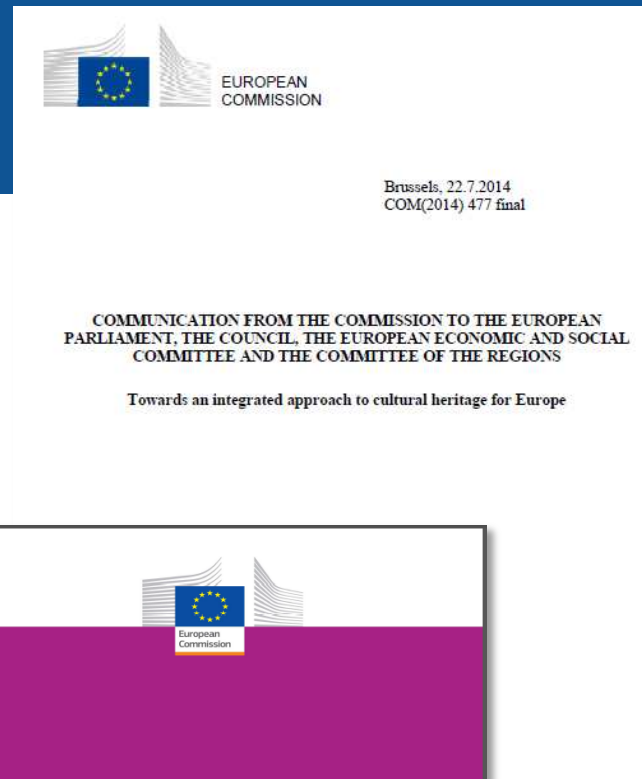 EUROPEAN
COMMISSION
Brussels, 22.7.2014
COM(2014) 477 final
COMMUNICATION FROM THE COMMISSION TO THE EUROPEAN
PARLIAMENT, THE COUNCIL, THE EUROPEAN ECONOMIC AND SOCIAL
COMMITTEE AND THE COMMITTEE OF THE REGIONS
Towards an integrated approach to cultural heritage for Europe
European
Commission